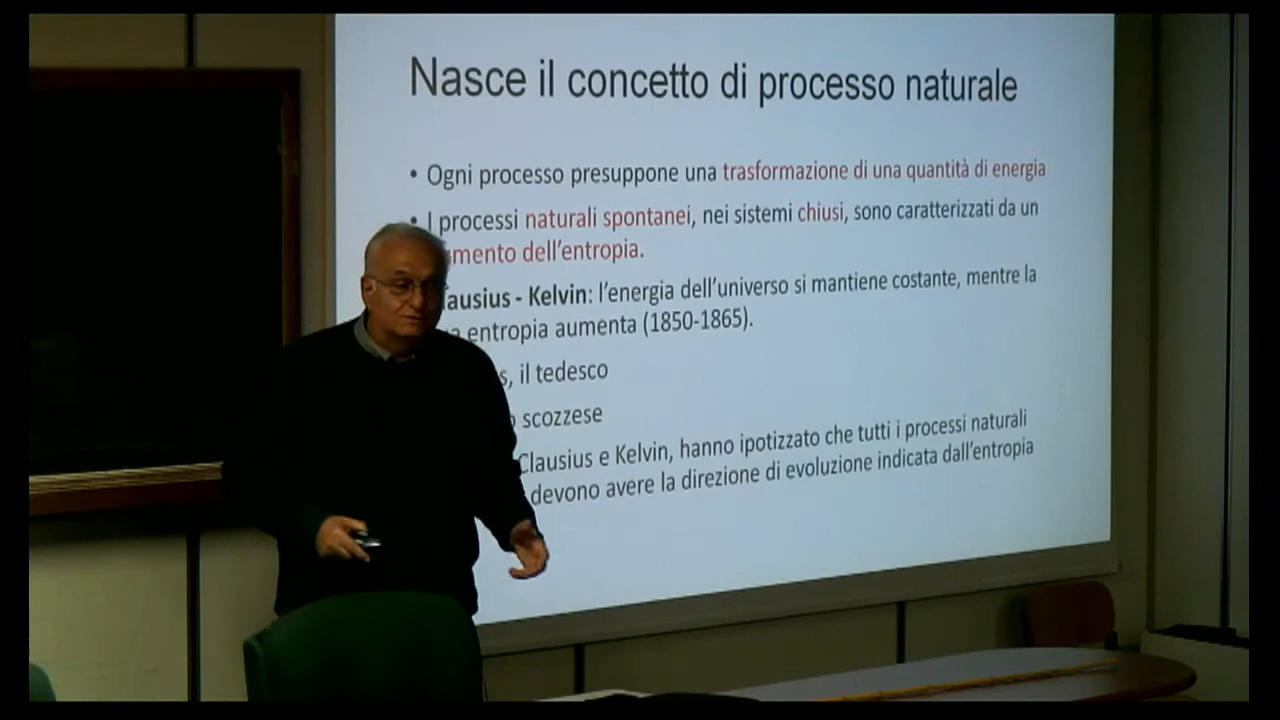 Nasce il concetto di processo naturale
• Ogni processo presuppone una trasformazione di una quantità di energia
• I processi naturali spontanei, nei sistemi chiusi, sono caratterizzati da un
mento dell'entropia.
ausius - Kelvin: l'energia dell'universo si mantiene costante, mentre la
entropia aumenta (1850-1865).
s, il tedesco
scozzese
Clausius e Kelvin, hanno ipotizzato che tutti i processi naturali
devono avere la direzione di evoluzione indicata dall'entropia